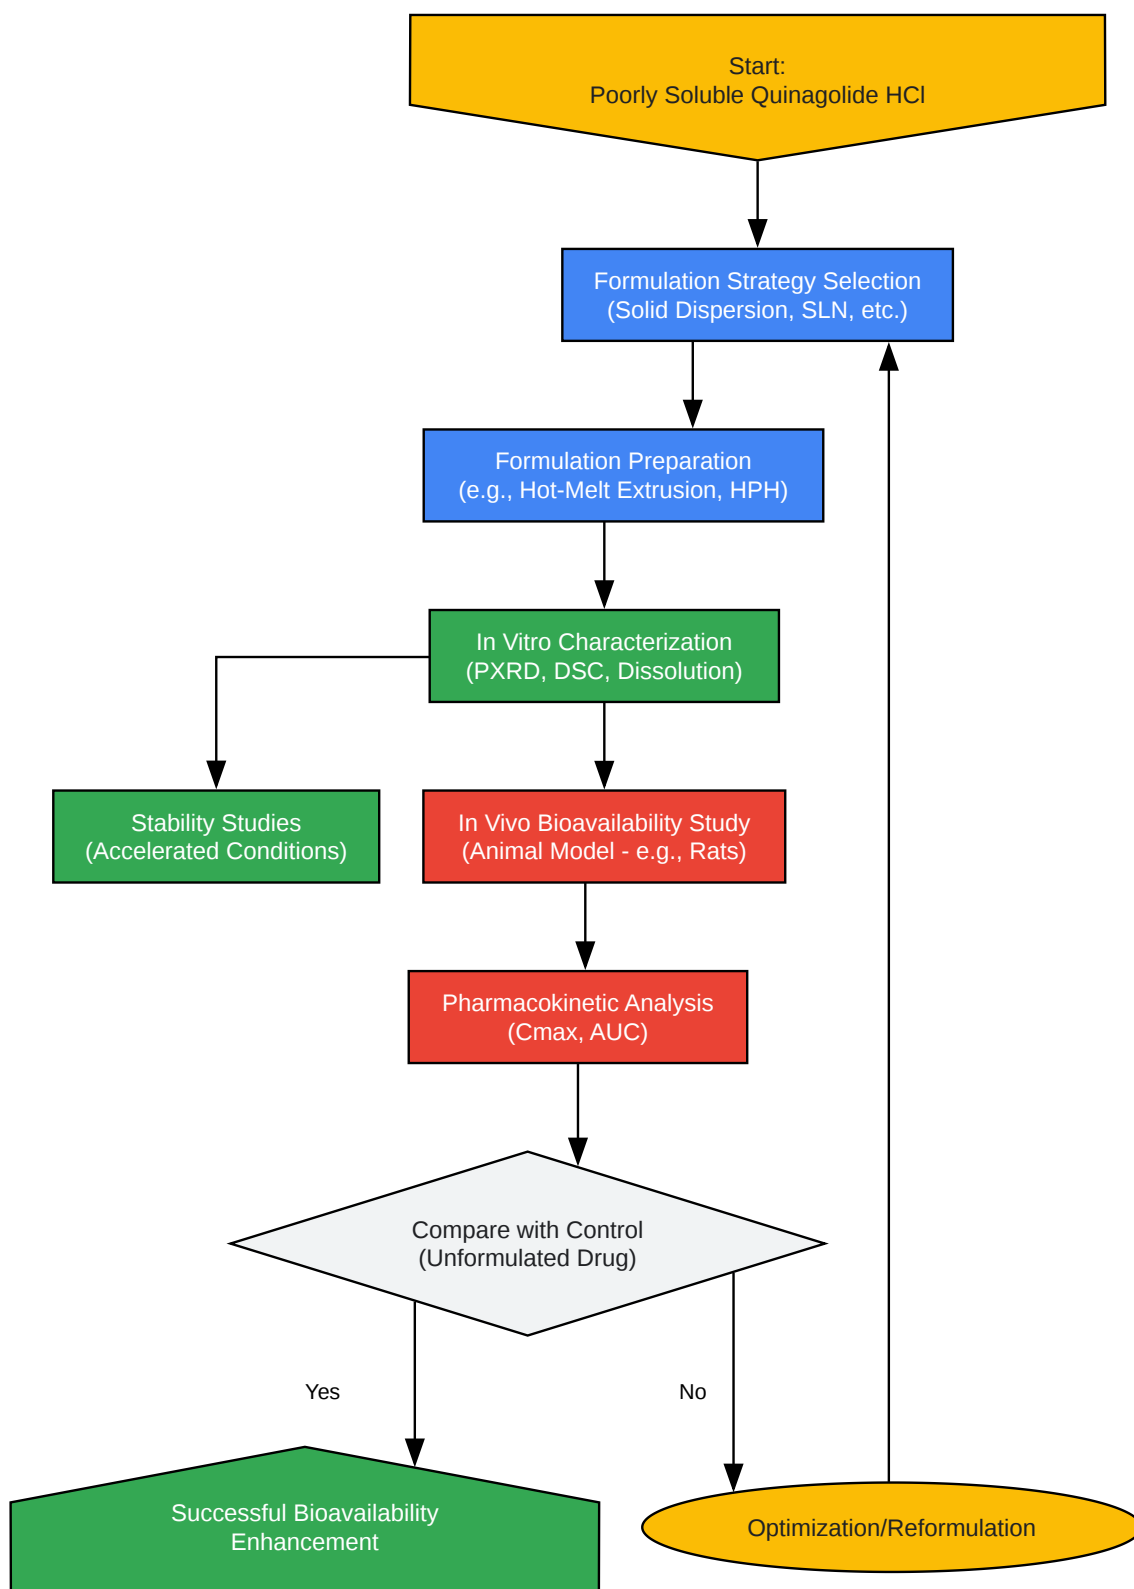 Start:
Poorly Soluble Quinagolide HCl
Formulation Strategy Selection
(Solid Dispersion, SLN, etc.)
Formulation Preparation
(e.g., Hot-Melt Extrusion, HPH)
In Vitro Characterization
(PXRD, DSC, Dissolution)
Stability Studies
(Accelerated Conditions)
In Vivo Bioavailability Study
(Animal Model - e.g., Rats)
Pharmacokinetic Analysis
(Cmax, AUC)
Compare with Control
(Unformulated Drug)
Yes
No
Successful Bioavailability
Enhancement
Optimization/Reformulation